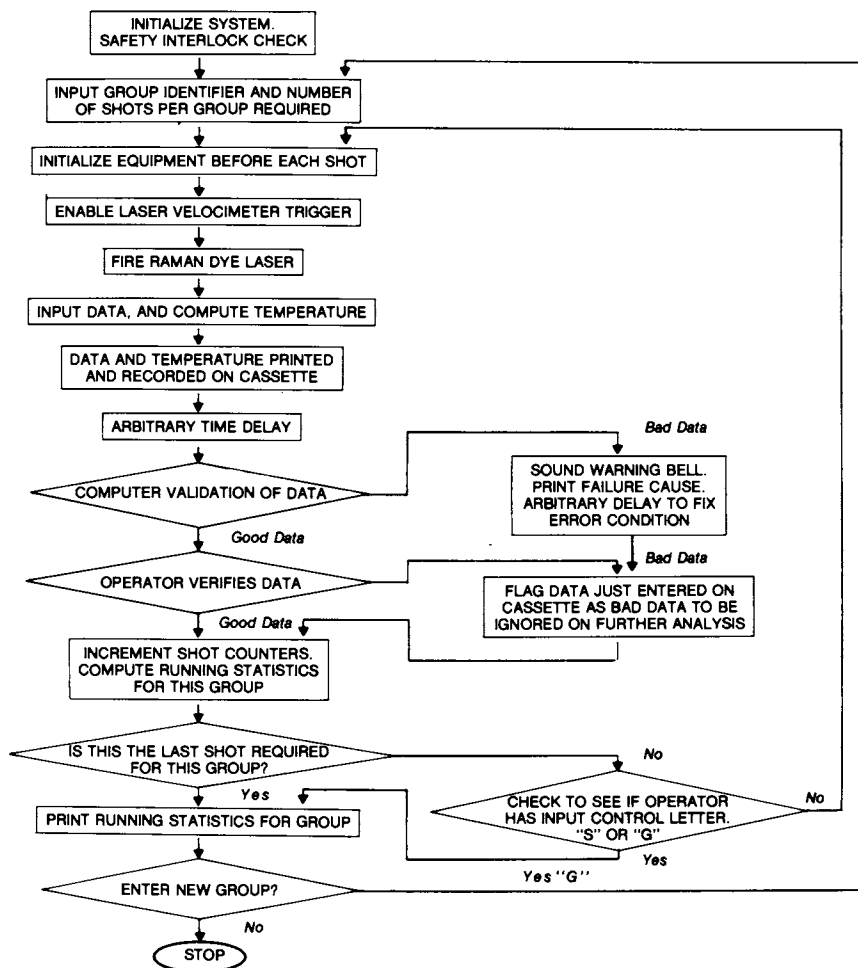 INITIALIZE SYSTEM.
SAFETY INTERLOCK CHECK
INPUT GROUP IDENTIFIER AND NUMBER
OF SHOTS PER GROUP REQUIRED
INITIALIZE EQUIPMENT BEFORE EACH SHOT
ENABLE LASER VELOCIMETER TRIGGER
FIRE RAMAN DYE LASER
INPUT DATA, AND COMPUTE TEMPERATURE
DATA AND TEMPERATURE PRINTED
AND RECORDED ON CASSETTE
ARBITRARY TIME DELAY
Bad Data
COMPUTER VALIDATION OF DATA
SOUND WARNING BELL.
PRINT FAILURE CAUSE.
ARBITRARY DELAY TO FIX
ERROR CONDITION
Good Data
Bad Data
OPERATOR VERIFIES DATA
FLAG DATA JUST ENTERED ON
CASSETTE AS BAD DATA TO BE
IGNORED ON FURTHER ANALYSIS
Good Data
INCREMENT SHOT COUNTERS.
COMPUTE RUNNING STATISTICS
FOR THIS GROUP
IS THIS THE LAST SHOT REQUIRED
FOR THIS GROUP?
No
Yes
CHECK TO SEE IF OPERATOR
HAS INPUT CONTROL LETTER.
"S" OR "G"
No
Yes
PRINT RUNNING STATISTICS FOR GROUP
Yes "G"
ENTER NEW GROUP?
No
STOP